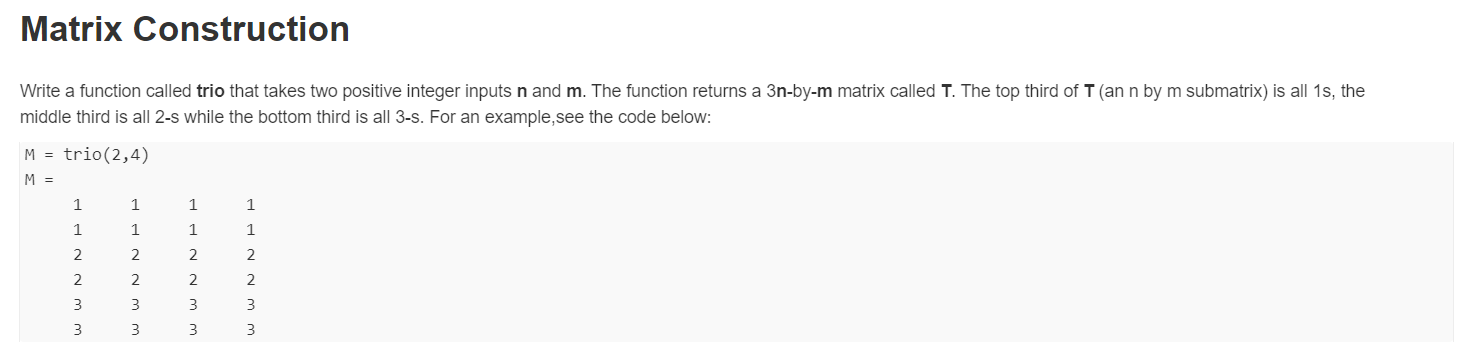 Matrix Construction
Write a function called trio that takes two positive integer inputs n and m. The function returns a 3n-by-m matrix called T. The top third of T (an n by m submatrix) is all 1s, the
middle third is all 2-s while the bottom third is all 3-s. For an example,see the code below:
M = trio(2,4)
M =
1 1 1 1
1 1 1 1
2 2 2 2
2 2 2 2
3 3 3 3
3 3 3 3